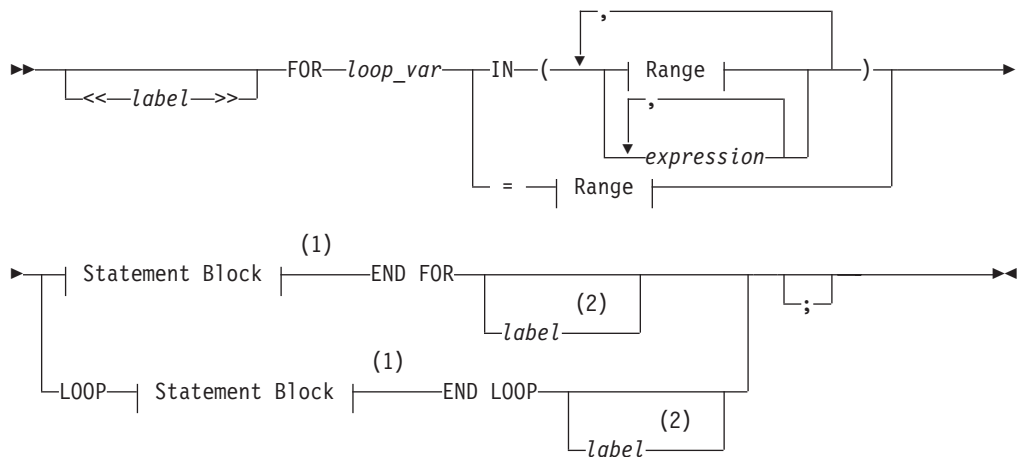 ,
FOR loop_var IN ( Range )
<< label >>
,
expression
= Range
(1)
Statement Block END FOR
(2)
label ;
(1)
LOOP Statement Block END LOOP
(2)
label